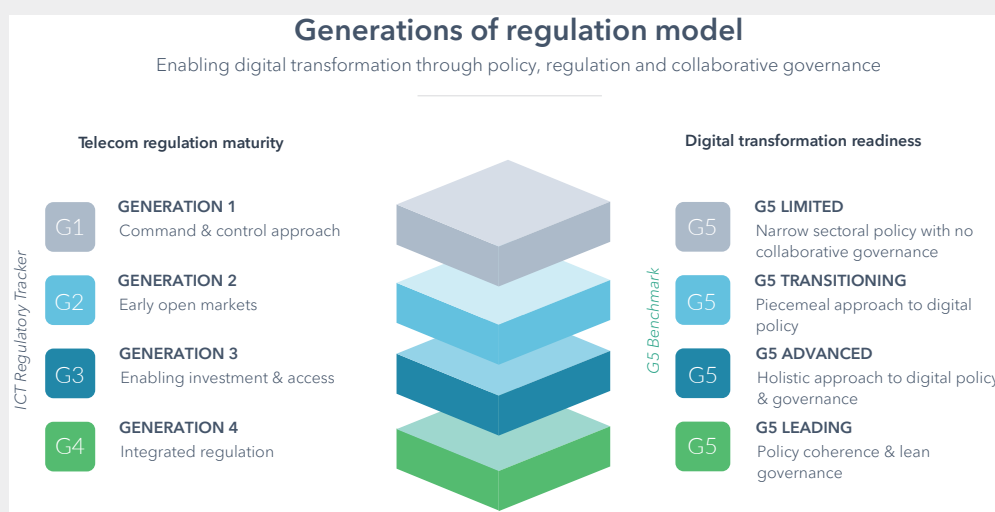 Generations of regulation model
Enabling digital transformation through policy, regulation and collaborative governance
Telecom regulation maturity
ICT Regulatory Tracker
G1
GENERATION 1
Command & control approach
G2
GENERATION 2
Early open markets
G3
GENERATION 3
Enabling investment & access
G4
GENERATION 4
Integrated regulation
Digital transformation readiness
G5 Benchmark
G5
G5 LIMITED
Narrow sectoral policy with no
collaborative governance
G5
G5 TRANSITIONING
Piecemeal approach to digital
policy
G5
G5 ADVANCED
Holistic approach to digital policy
& governance
G5
G5 LEADING
Policy coherence & lean
governance